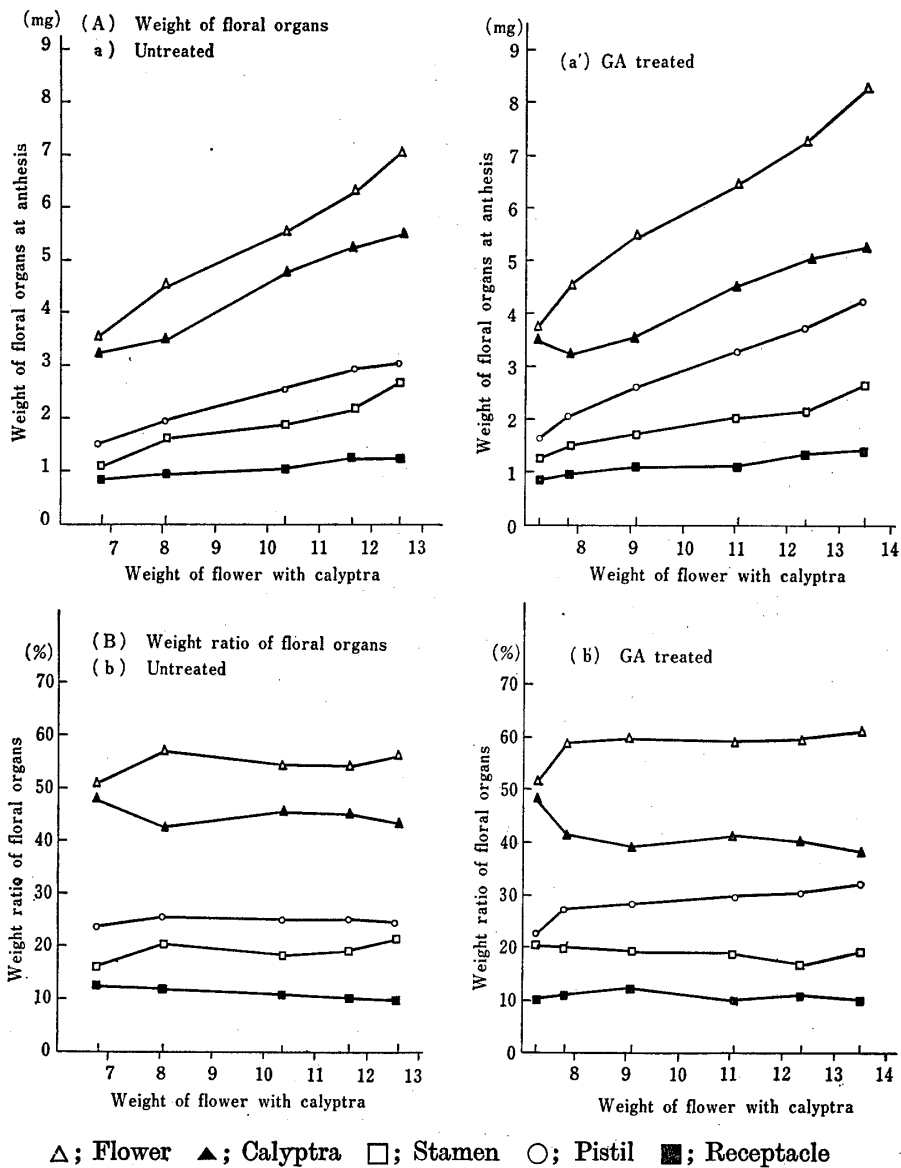 (mg) (A) Weight of floral organs
a) Untreated
9
8
7
6
5
4
3
2
1
0
Weight of floral organs at anthesis
7 8 9 10 11 12 13
Weight of flower with calyptra
(mg)
(a') GA treated
9
8
7
6
5
4
3
2
1
0
Weight of floral organs at anthesis
8 9 10 11 12 13 14
Weight of flower with calyptra
(B) Weight ratio of floral organs
(%) (b) Untreated
70
60
50
40
30
20
10
0
Weight ratio of floral organs
7 8 9 10 11 12 13
Weight of flower with calyptra
(%) (b) GA treated
70
60
50
40
30
20
10
0
Weight ratio of floral organs
8 9 10 11 12 13 14
Weight of flower with calyptra
△; Flower ▲; Calyptra □; Stamen ○; Pistil ■; Receptacle